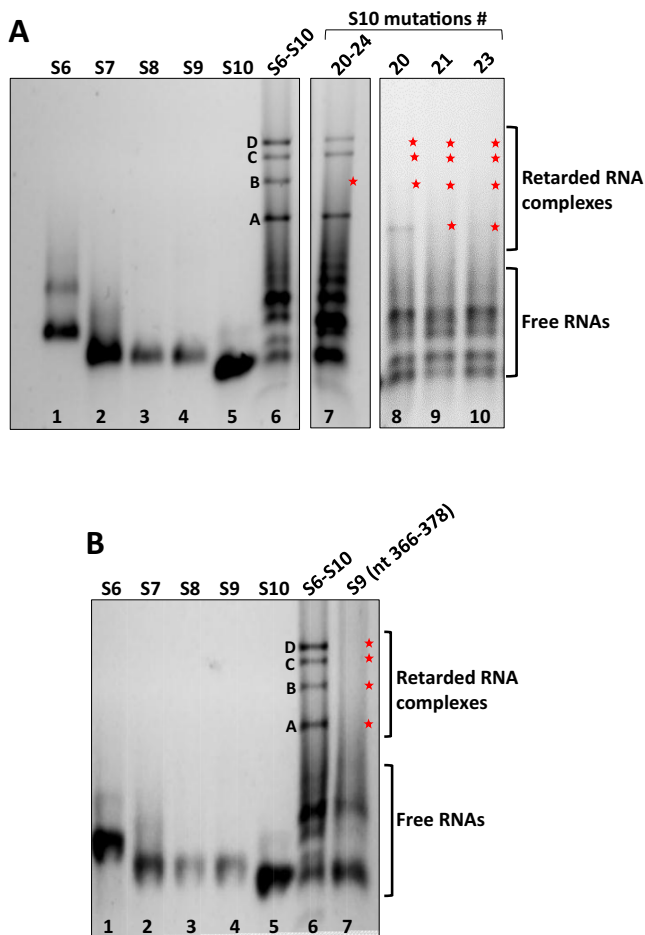 A
S10 mutations #
S6 S7 S8 S9 S10 S6-S10 20-24 20 21 23
D
C
B
A
Retarded RNA
complexes
Free RNAs
1 2 3 4 5 6 7 8 9 10
B
S6 S7 S8 S9 S10 S6-S10 S9 (nt 366-378)
D
C
B
A
Retarded RNA
complexes
Free RNAs
1 2 3 4 5 6 7